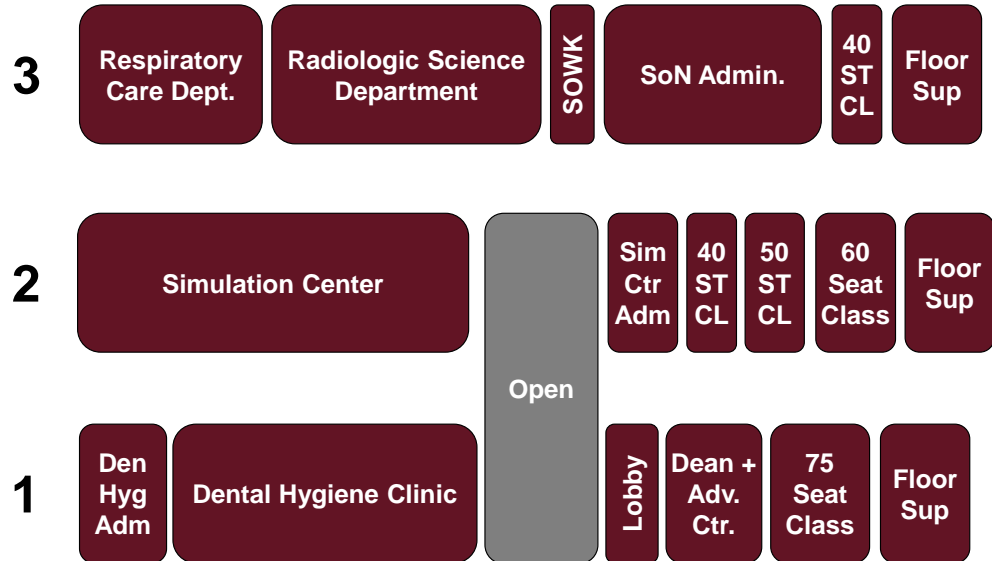 3
Respiratory
Care Dept.
Radiologic Science
Department
SOWK
SoN Admin.
40
ST
CL
Floor
Sup
2
Simulation Center
Sim
Ctr
Adm
40
ST
CL
50
ST
CL
60
Seat
Class
Floor
Sup
Open
1
Den
Hyg
Adm
Dental Hygiene Clinic
Lobby
Dean +
Adv.
Ctr.
75
Seat
Class
Floor
Sup